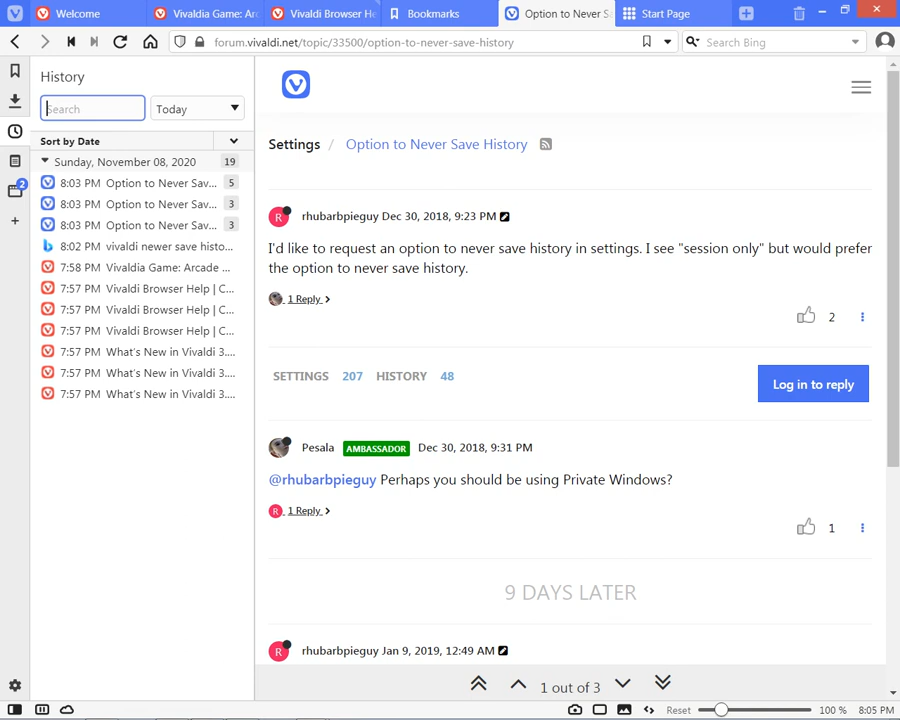 Welcome
Vivaldia Game: Arc
Vivaldi Browser He
Bookmarks
Option to Never S
Start Page
forum.vivaldi.net/topic/33500/option-to-never-save-history
Search Bing
History
Search
Today
Sort by Date
Sunday, November 08, 2020 19
8:03 PM Option to Never Sav... 5
8:03 PM Option to Never Sav... 3
8:03 PM Option to Never Sav... 3
8:02 PM vivaldi newer save histo...
7:58 PM Vivaldia Game: Arcade ...
7:57 PM Vivaldi Browser Help | C...
7:57 PM Vivaldi Browser Help | C...
7:57 PM Vivaldi Browser Help | C...
7:57 PM What's New in Vivaldi 3....
7:57 PM What's New in Vivaldi 3....
7:57 PM What's New in Vivaldi 3....
2
Settings / Option to Never Save History
R rhubarbpieguy Dec 30, 2018, 9:23 PM
I'd like to request an option to never save history in settings. I see "session only" but would prefer
the option to never save history.
1 Reply >
2
SETTINGS 207 HISTORY 48
Log in to reply
Pesala AMBASSADOR Dec 30, 2018, 9:31 PM
@rhubarbpieguy Perhaps you should be using Private Windows?
R 1 Reply >
1
9 DAYS LATER
R rhubarbpieguy Jan 9, 2019, 12:49 AM
1 out of 3
Reset 100 % 8:05 PM